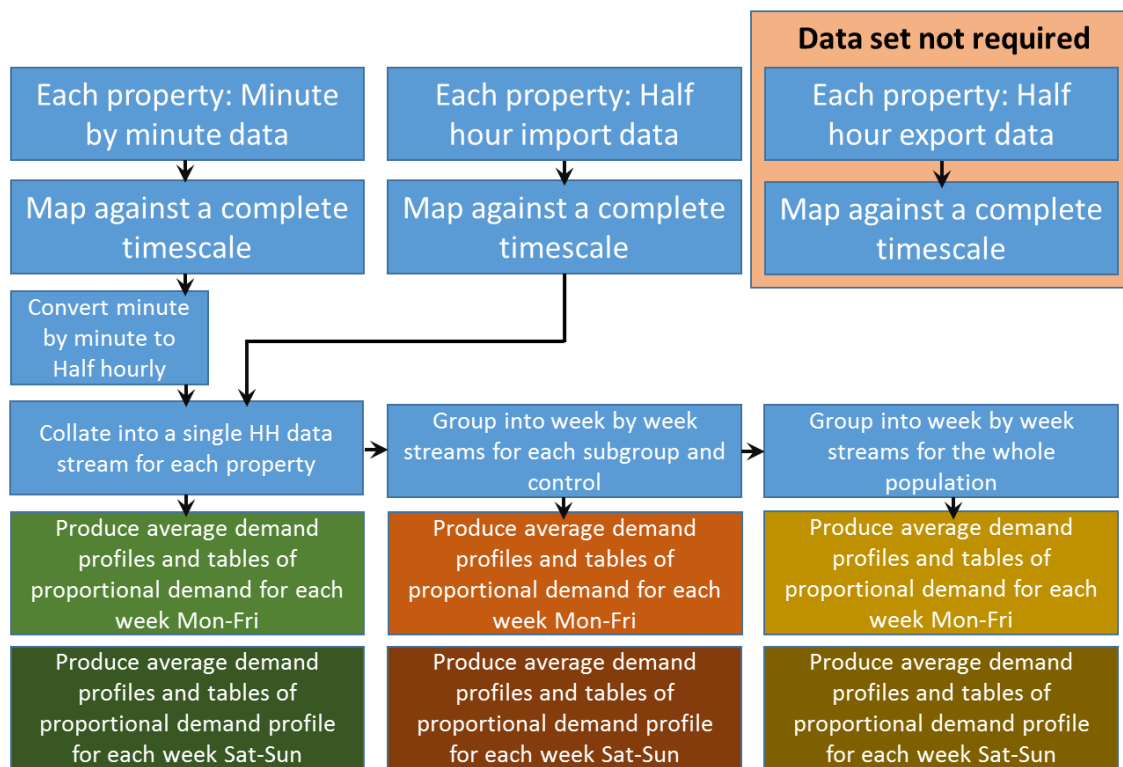 Data set not required
Each property: Minute
by minute data
Each property: Half
hour import data
Each property: Half
hour export data
Map against a complete
timescale
Map against a complete
timescale
Map against a complete
timescale
Convert minute
by minute to
Half hourly
Collate into a single HH data
stream for each property
Group into week by week
streams for each subgroup and
control
Group into week by week
streams for the whole
population
Produce average demand
profiles and tables of
proportional demand for each
week Mon-Fri
Produce average demand
profiles and tables of
proportional demand for each
week Mon-Fri
Produce average demand
profiles and tables of
proportional demand for each
week Mon-Fri
Produce average demand
profiles and tables of
proportional demand profile
for each week Sat-Sun
Produce average demand
profiles and tables of
proportional demand profile
for each week Sat-Sun
Produce average demand
profiles and tables of
proportional demand profile
for each week Sat-Sun